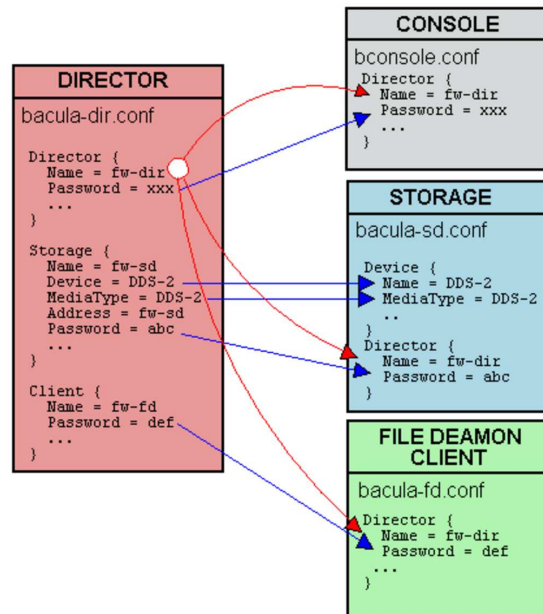 DIRECTOR
bacula-dir.conf
Director {
Name = fw-dir
Password = xxx
...
}
Storage {
Name = fw-sd
Device = DDS-2
MediaType = DDS-2
Address = fw-sd
Password = abc
...
}
Client {
Name = fw-fd
Password = def
...
}
CONSOLE
bconsole.conf
Director {
Name = fw-dir
Password = xxx
...
}
STORAGE
bacula-sd.conf
Device {
Name = DDS-2
MediaType = DDS-2
..
}
Director {
Name = fw-dir
Password = abc
}
FILE DEAMON
CLIENT
bacula-fd.conf
Director {
Name = fw-dir
Password = def
...
}